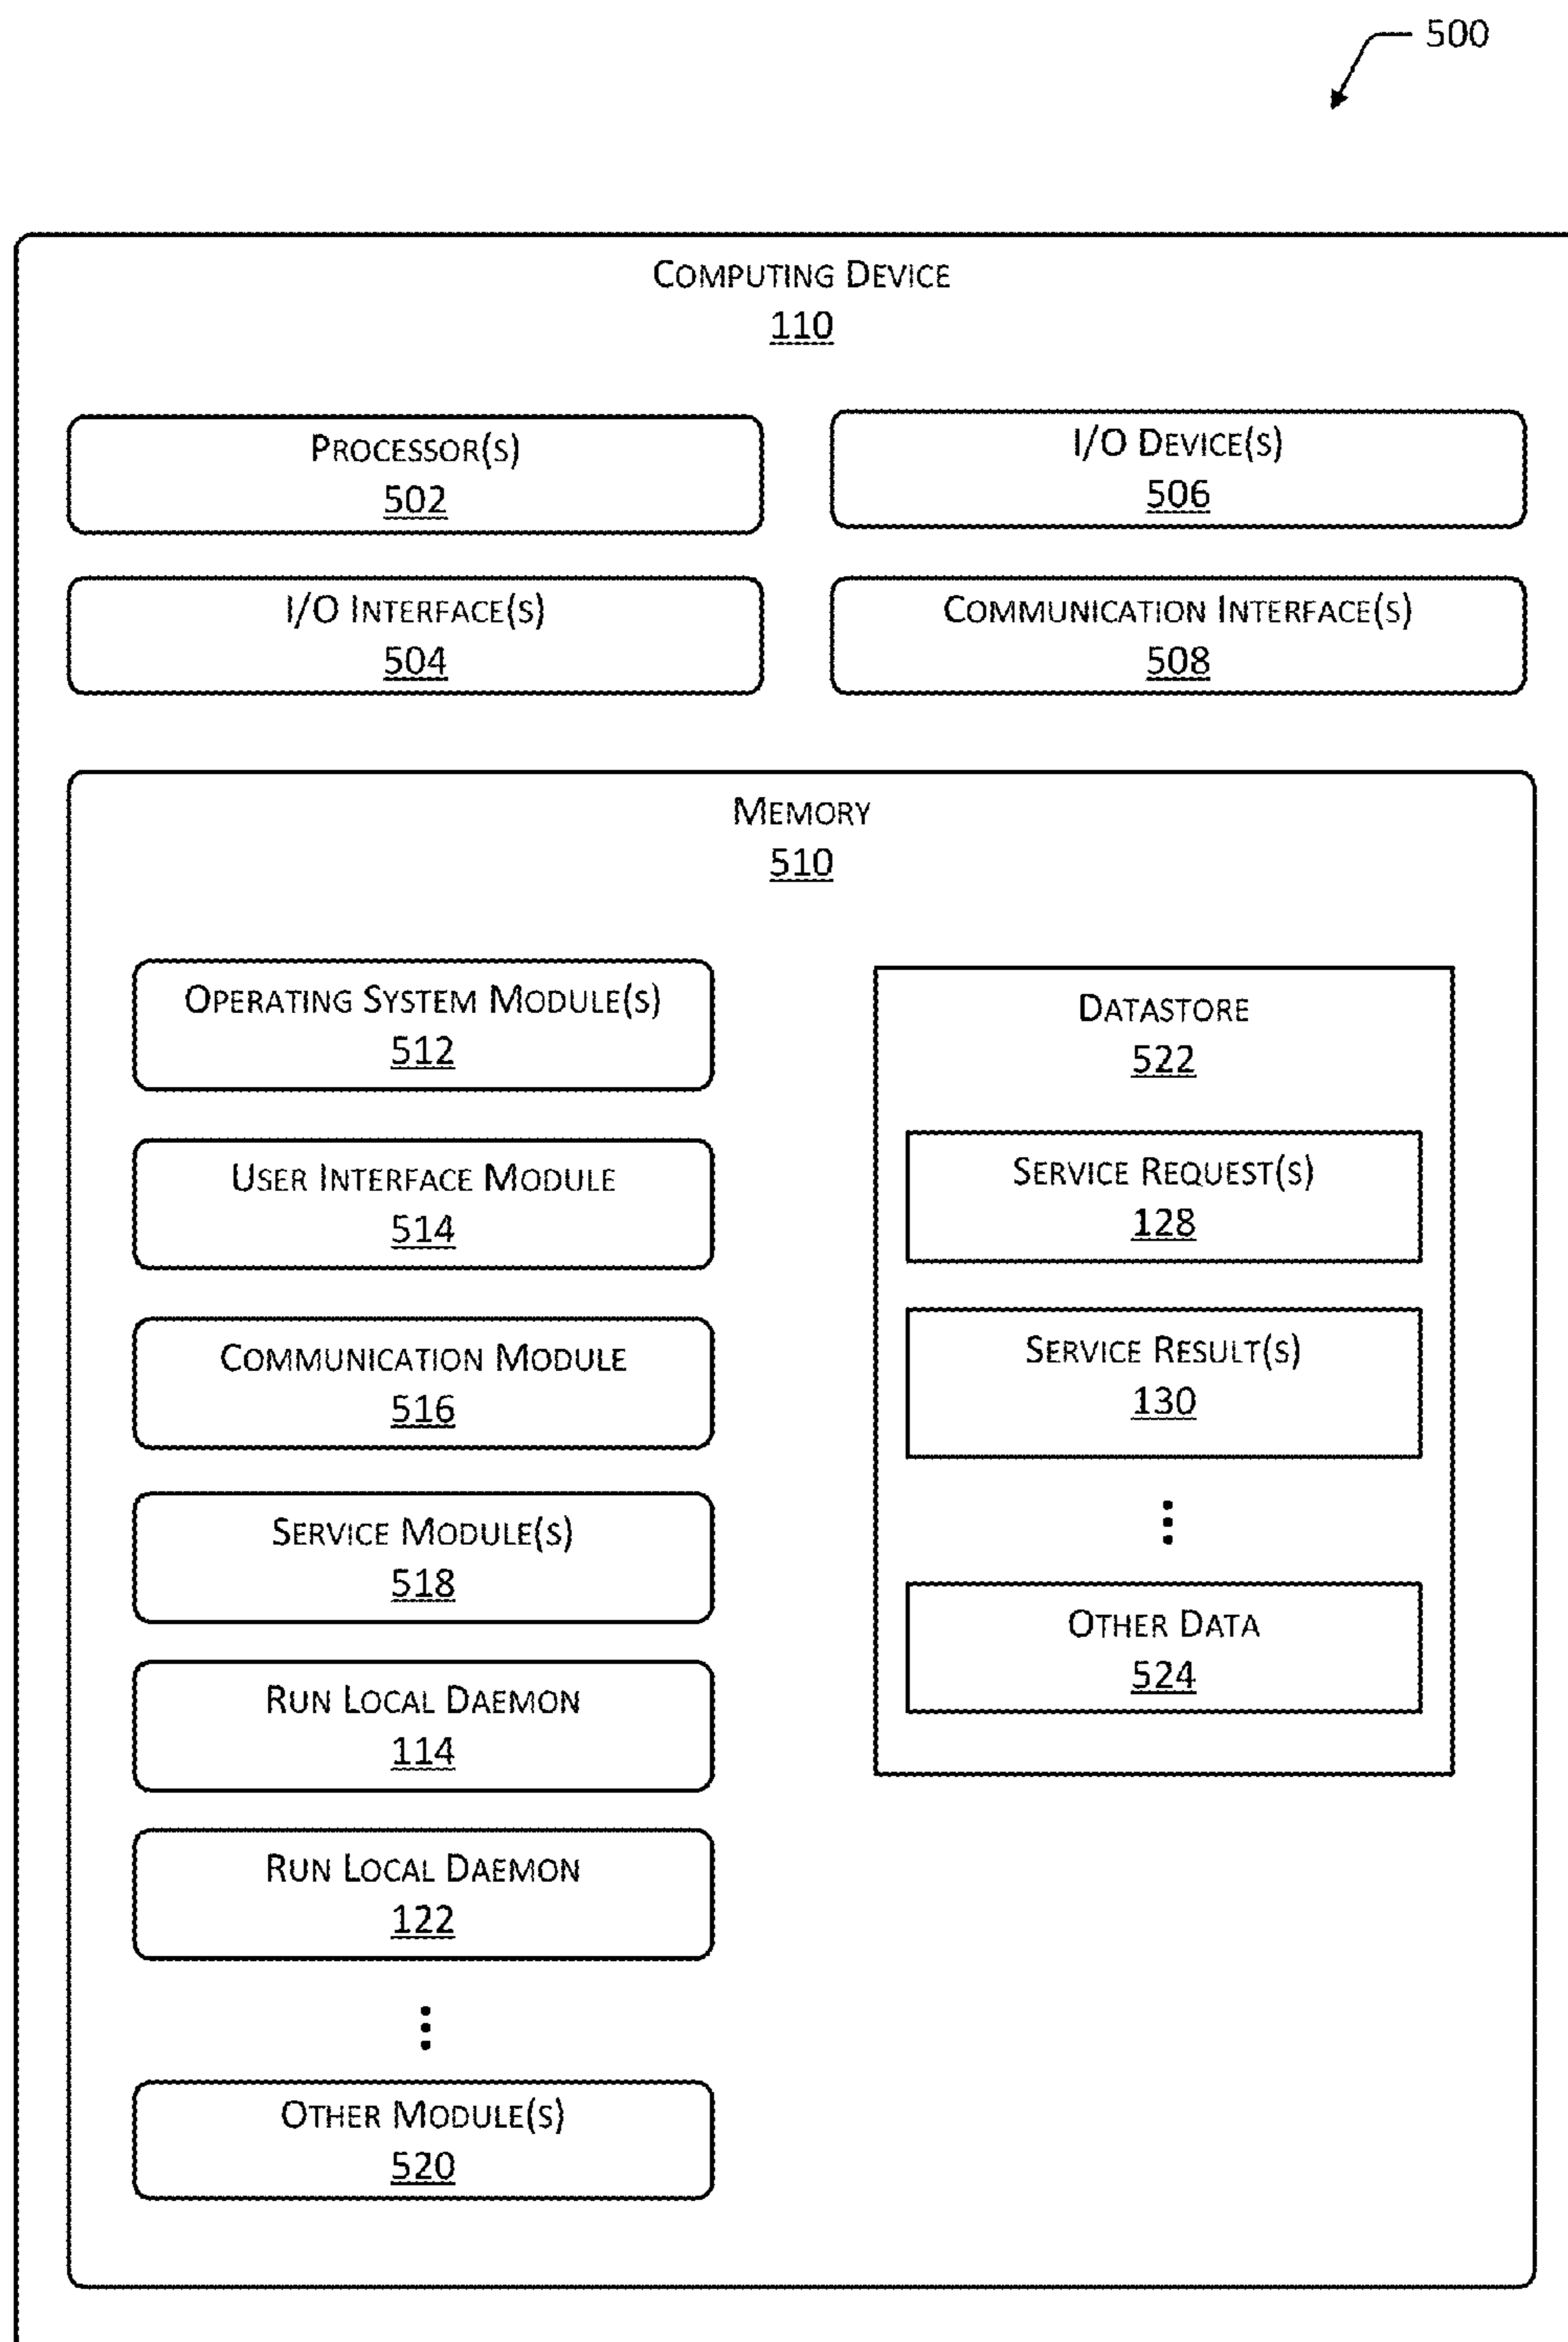 500
COMPUTING DEVICE
110
PROCESSOR(S)
502
I/O DEVICE(S)
506
I/O INTERFACE(S)
504
COMMUNICATION INTERFACE(S)
508
MEMORY
510
OPERATING SYSTEM MODULE(S)
512
USER INTERFACE MODULE
514
COMMUNICATION MODULE
516
SERVICE MODULE(S)
518
RUN LOCAL DAEMON
114
RUN LOCAL DAEMON
122
OTHER MODULE(S)
520
DATASTORE
522
SERVICE REQUEST(S)
128
SERVICE RESULT(S)
130
OTHER DATA
524